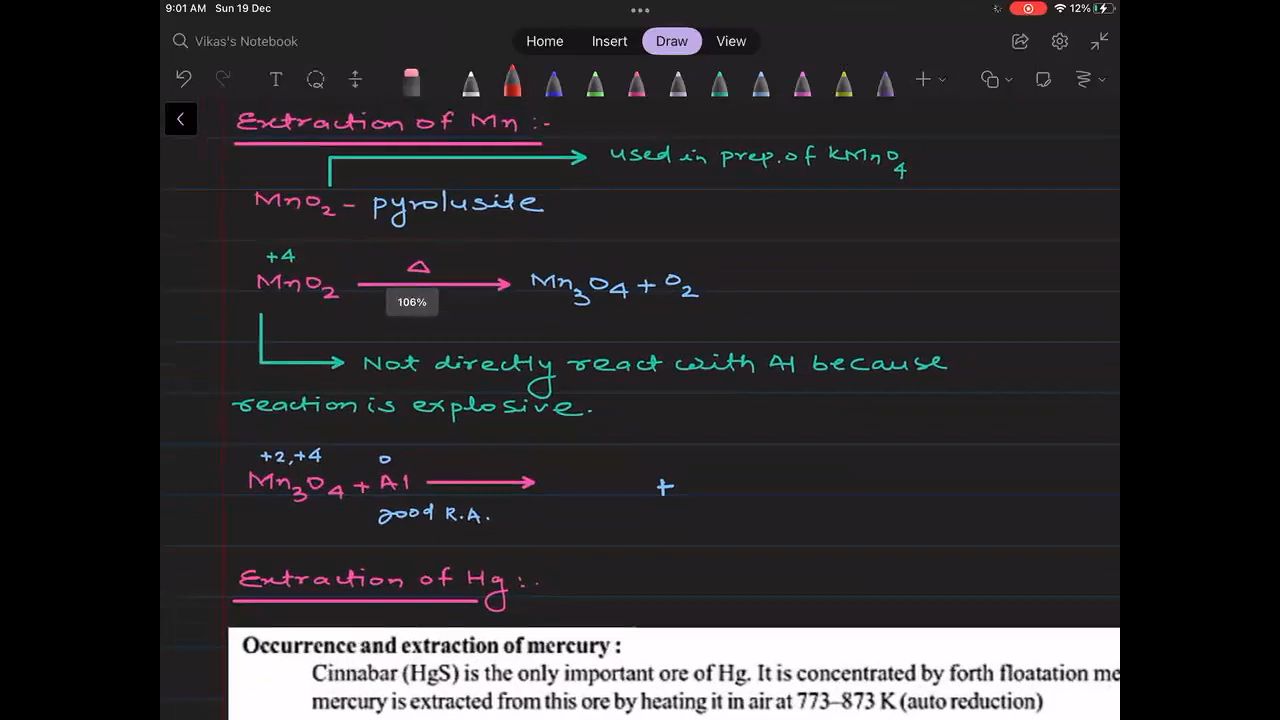 9:01 AM Sun 19 Dec
12%
Vikas's Notebook
Home Insert Draw View
Extraction of Mn :-
used in prep. of KMnO4
MnO2 - pyrolusite
+4
Δ
MnO2 → Mn3O4 + O2
106%
Not directly react with Al because
reaction is explosive.
+2, +4 0
Mn3O4 + Al → +
good R.A.
Extraction of Hg :-
Occurrence and extraction of mercury :
Cinnabar (HgS) is the only important ore of Hg. It is concentrated by forth floatation me
mercury is extracted from this ore by heating it in air at 773–873 K (auto reduction)